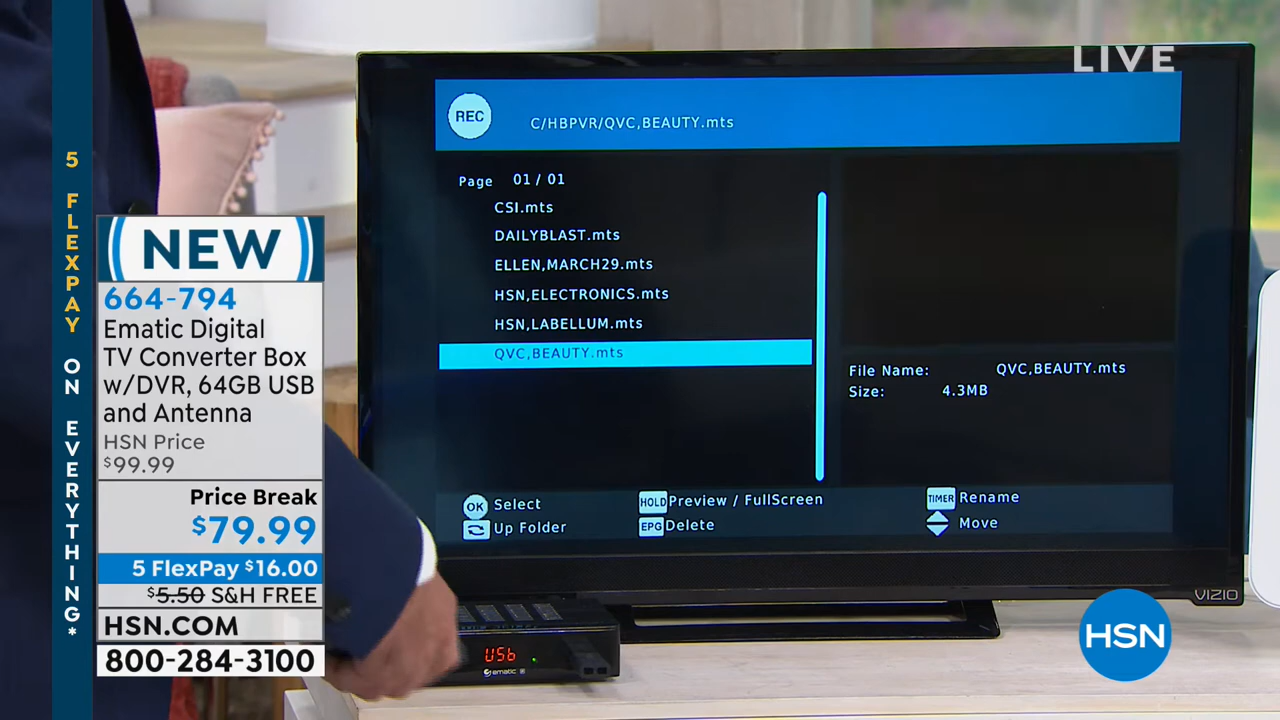 LIVE
5 FLEXPAY ON EVERYTHING*
NEW
664-794
Ematic Digital
TV Converter Box
w/DVR, 64GB USB
and Antenna
HSN Price
$99.99
Price Break
$79.99
5 FlexPay $16.00
$5.50 S&H FREE
HSN.COM
800-284-3100
REC
C/HBPVR/QVC,BEAUTY.mts
Page 01 / 01
CSI.mts
DAILYBLAST.mts
ELLEN,MARCH29.mts
HSN,ELECTRONICS.mts
HSN,LABELLUM.mts
QVC,BEAUTY.mts
File Name: QVC,BEAUTY.mts
Size: 4.3MB
OK Select
HOLD Preview / FullScreen
TIMER Rename
Up Folder
EPG Delete
Move
VIZIO
USb
ematic
HSN